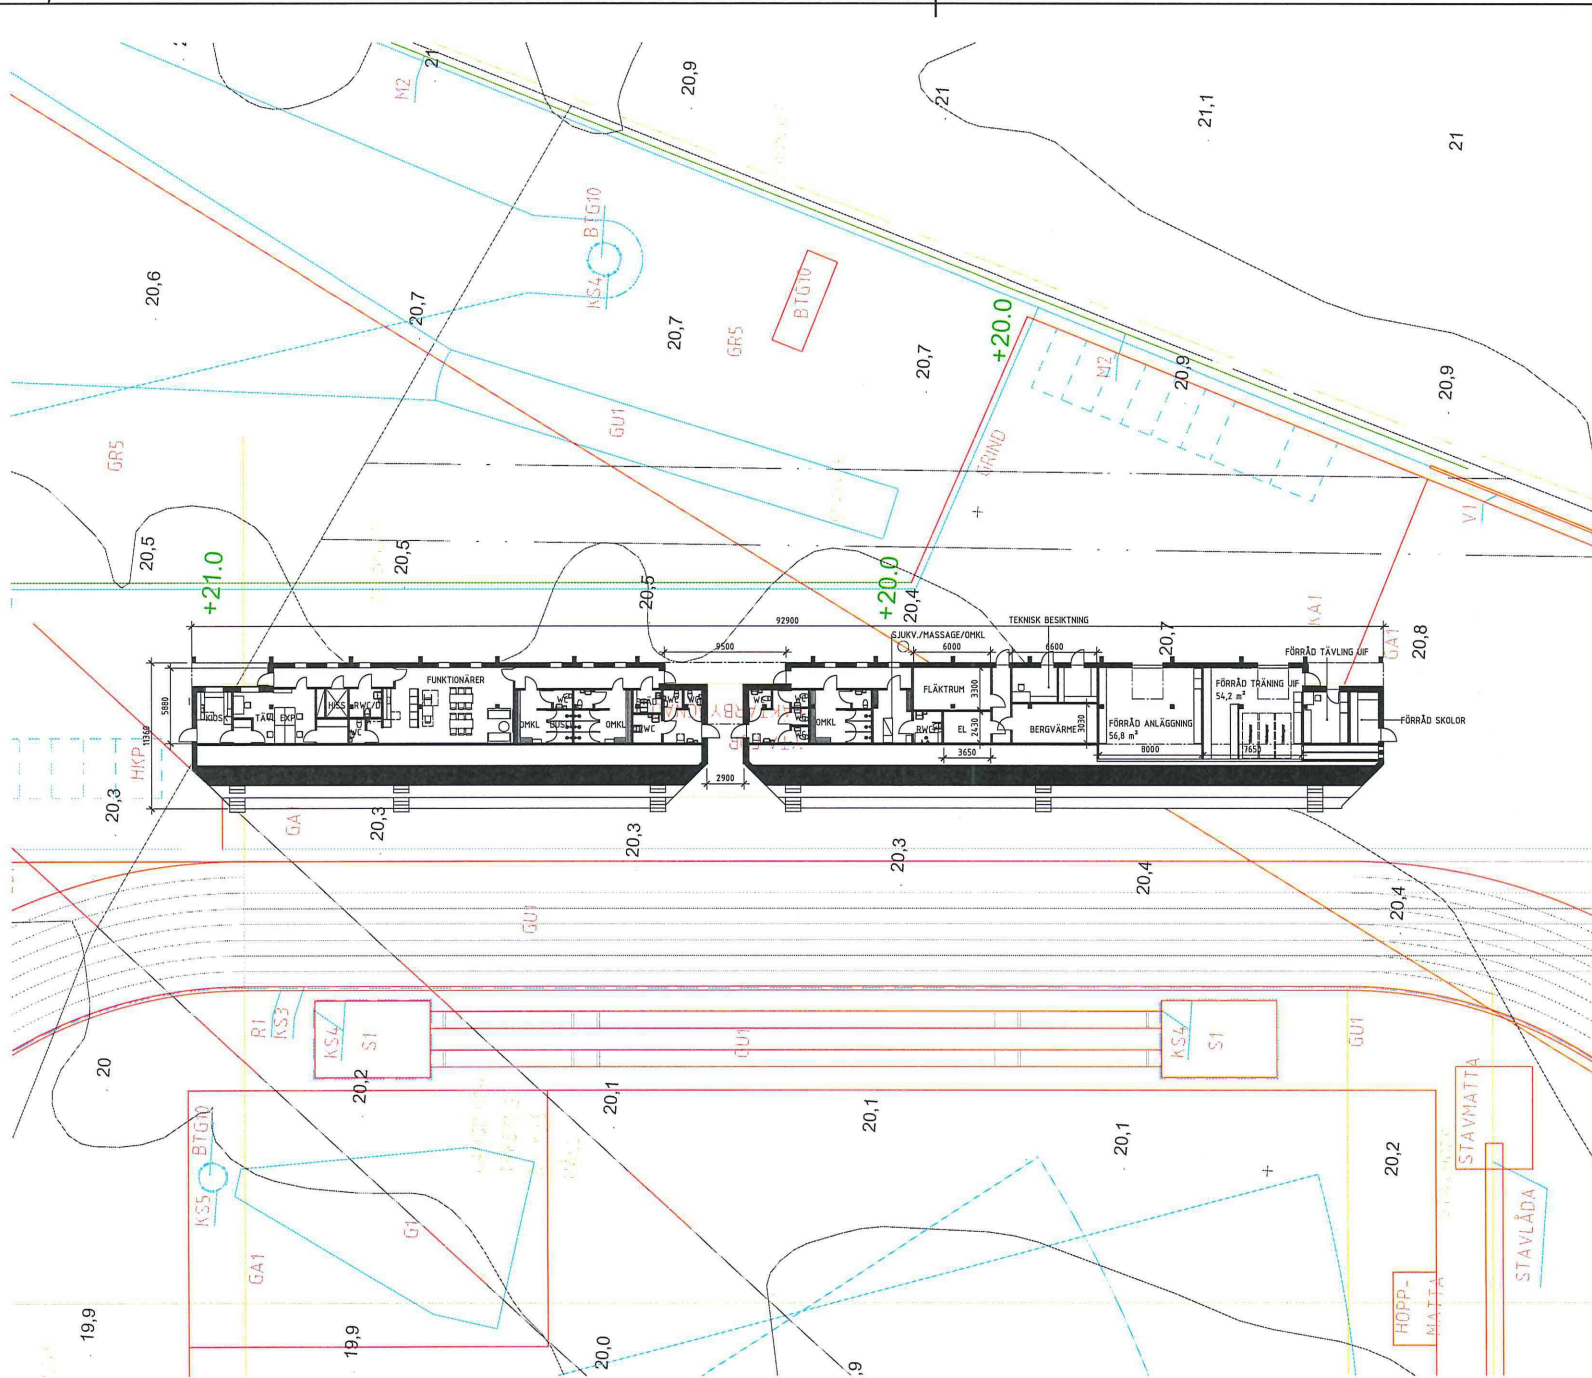 21
M2
20,9
21
21,1
21
BTG10
KS4
20,6
20,7
20,7
GR5
BTG10
20,7
+20.0
M2
20,9
20,9
GR5
GU1
GRIND
V1
20,5
+21.0
20,5
20,5
+20.0
20,4
KA1
GA1
20,7
20,8
92900
TEKNISK BESIKTNING
SJUKV./MASSAGE/OMKL
9500
6000
6600
FÖRRÅD TÄVLING UIF
5880
11360
FUNKTIONÄRER
KIOSK
TÄVL EXP
HISS
RWC/D
WC
OMKL
BUSS
OMKL
WC
RWC
WC
OMKL
FLÄKTRUM
3300
RWC
EL
2430
BERGVÄRME
3030
FÖRRÅD ANLÄGGNING
56,8 m²
FÖRRÅD TRÄNING UIF
54,2 m²
FÖRRÅD SKOLOR
3650
8000
7650
2900
HKP
20,3
GA
20,3
20,3
20,3
20,4
20,4
GU1
R1
KS3
KS4
S1
GU1
KS4
S1
GU1
20
20,2
20,1
20,1
20,1
20,2
STAVMATTA
BTG10
KS5
G1
GA1
STAVLÅDA
HOPP-
MATTA
19,9
19,9
20,0